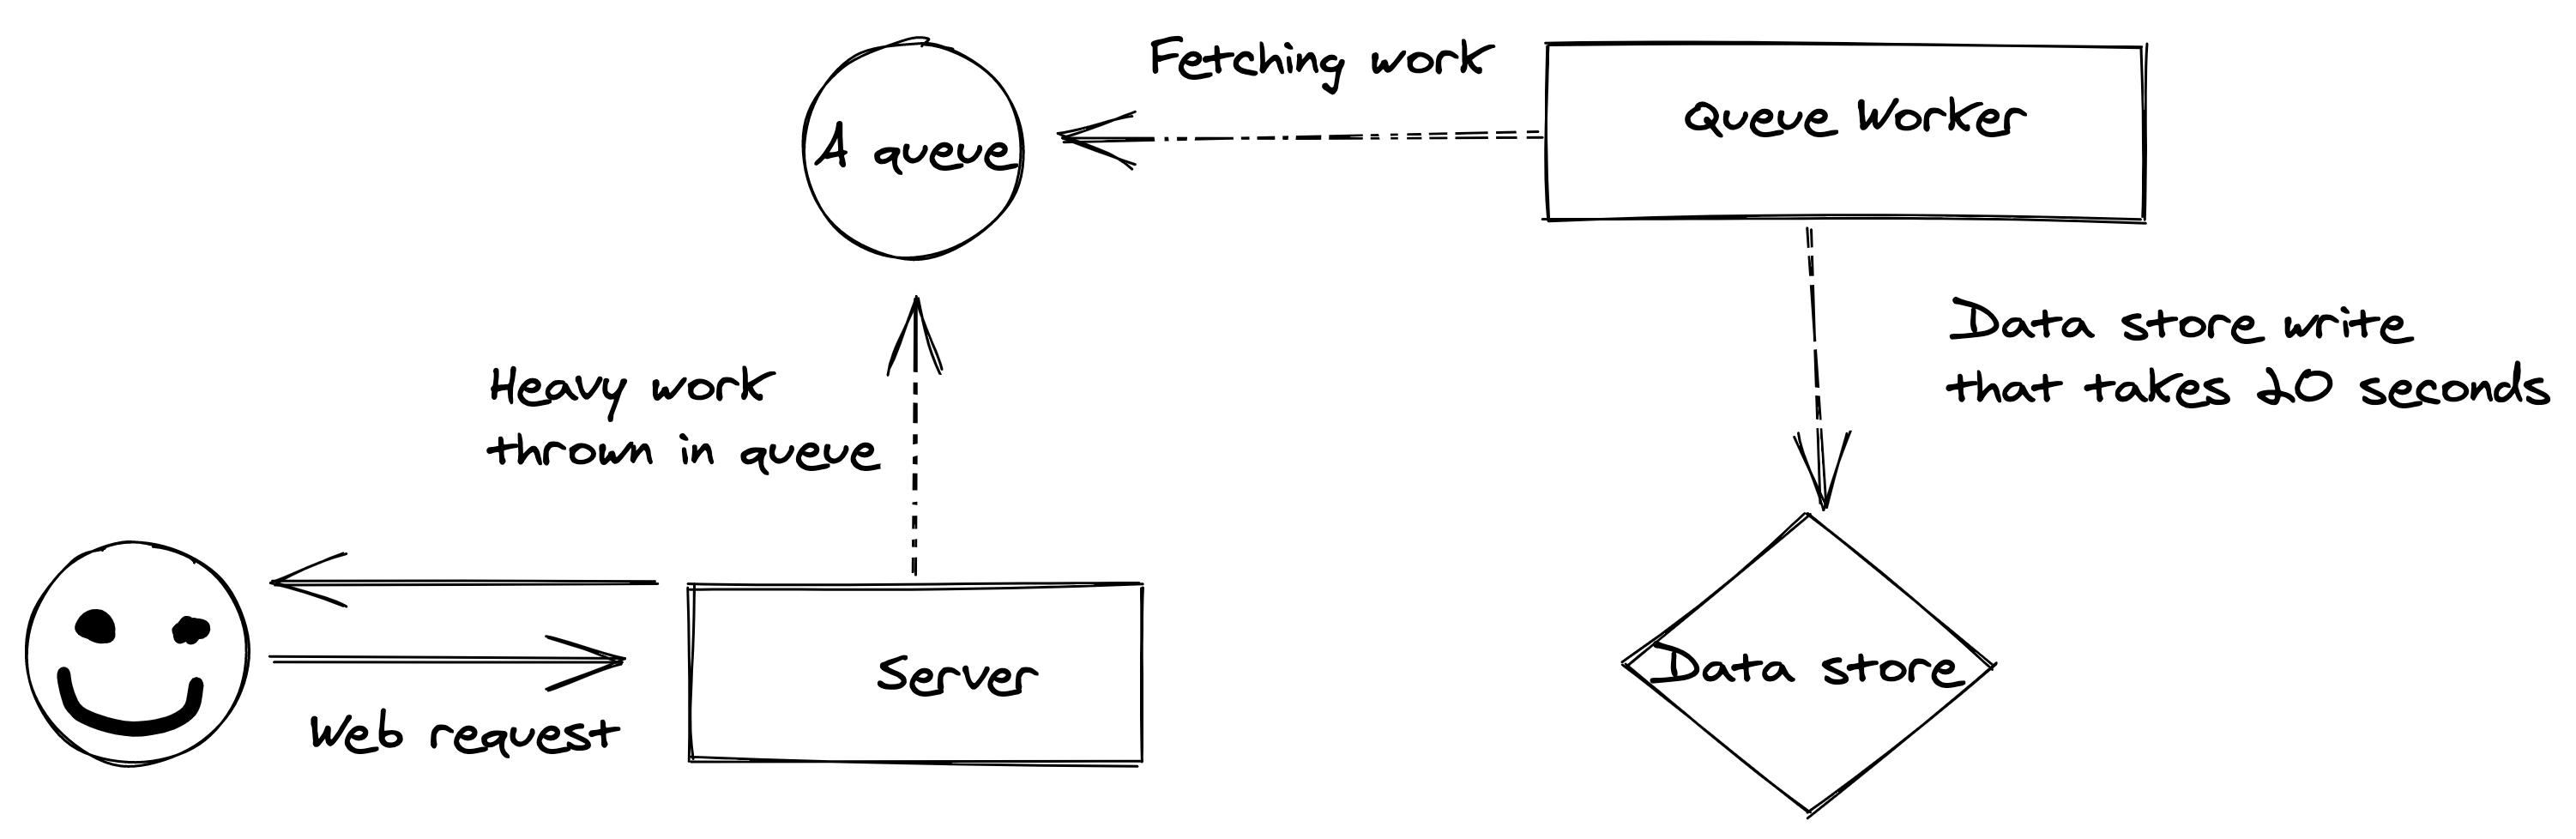 Fetching work
Queue Worker
A queue
Data store write
that takes 20 seconds
Heavy work
thrown in queue
Server
Data store
Web request